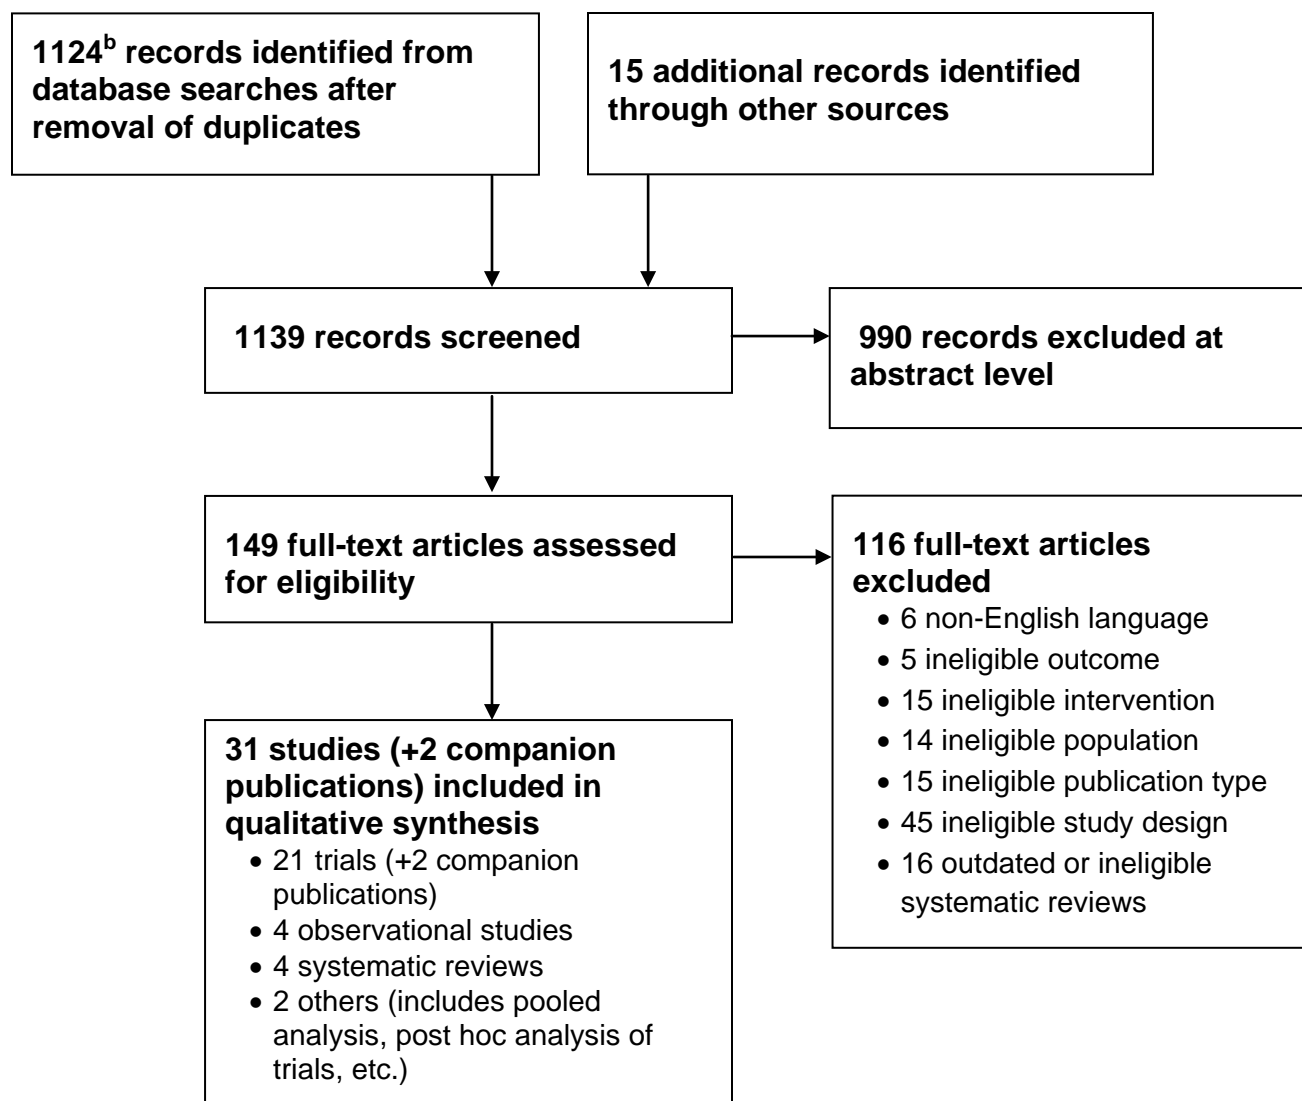 1124b records identified from
database searches after
removal of duplicates
15 additional records identified
through other sources
1139 records screened
990 records excluded at
abstract level
149 full-text articles assessed
for eligibility
116 full-text articles
excluded
• 6 non-English language
• 5 ineligible outcome
• 15 ineligible intervention
• 14 ineligible population
• 15 ineligible publication type
• 45 ineligible study design
• 16 outdated or ineligible
systematic reviews
31 studies (+2 companion
publications) included in
qualitative synthesis
• 21 trials (+2 companion
publications)
• 4 observational studies
• 4 systematic reviews
• 2 others (includes pooled
analysis, post hoc analysis of
trials, etc.)